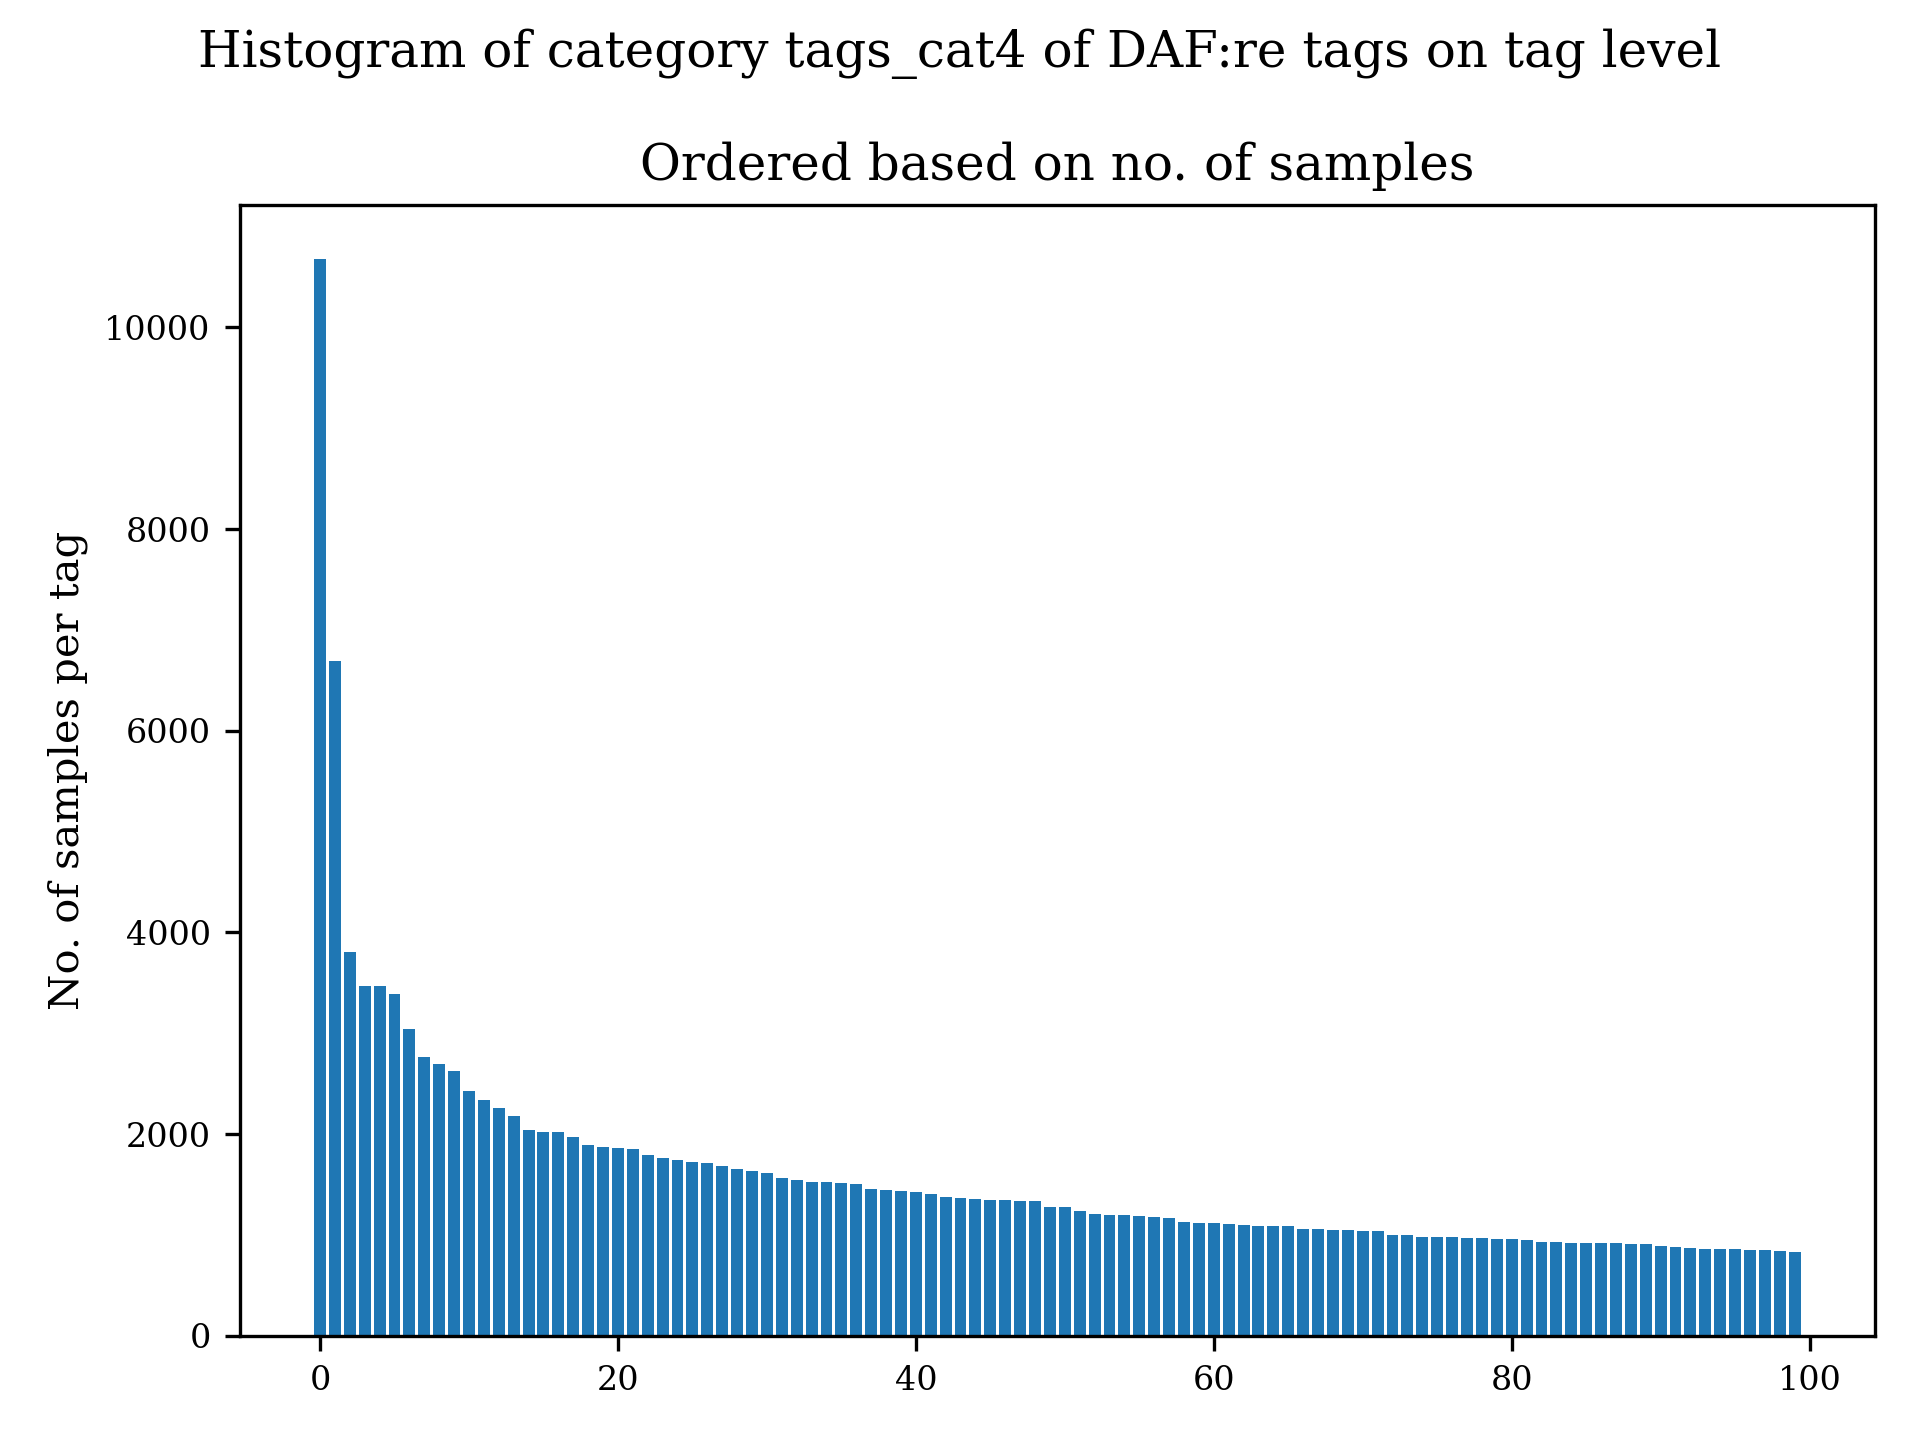 Histogram of category tags_cat4 of DAF:re tags on tag level
Ordered based on no. of samples
No. of samples per tag
10000
8000
6000
4000
2000
0
0 20 40 60 80 100